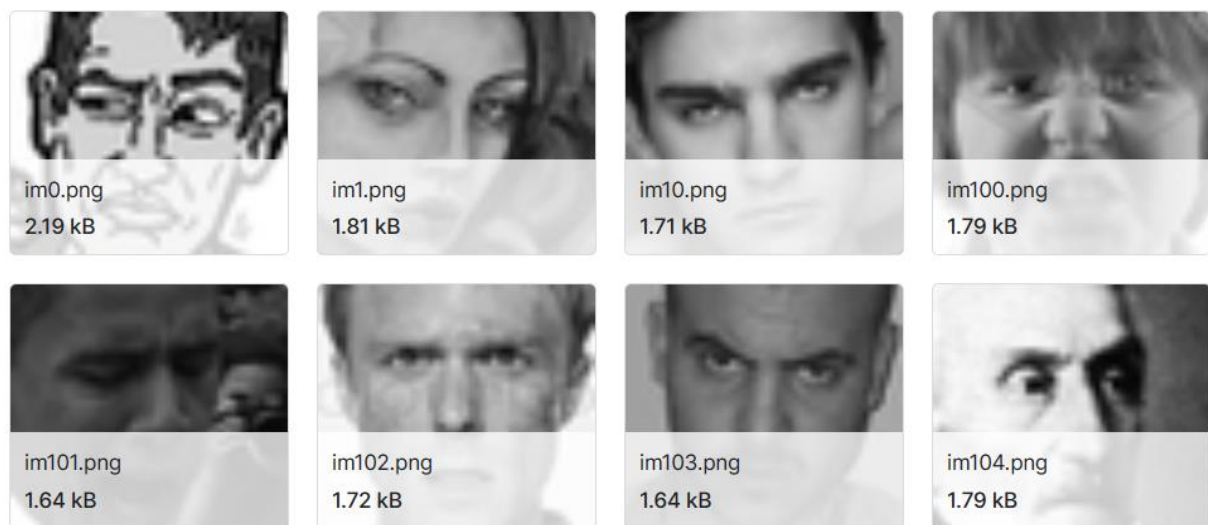 im0.png
2.19 kB
im1.png
1.81 kB
im10.png
1.71 kB
im100.png
1.79 kB
im101.png
1.64 kB
im102.png
1.72 kB
im103.png
1.64 kB
im104.png
1.79 kB